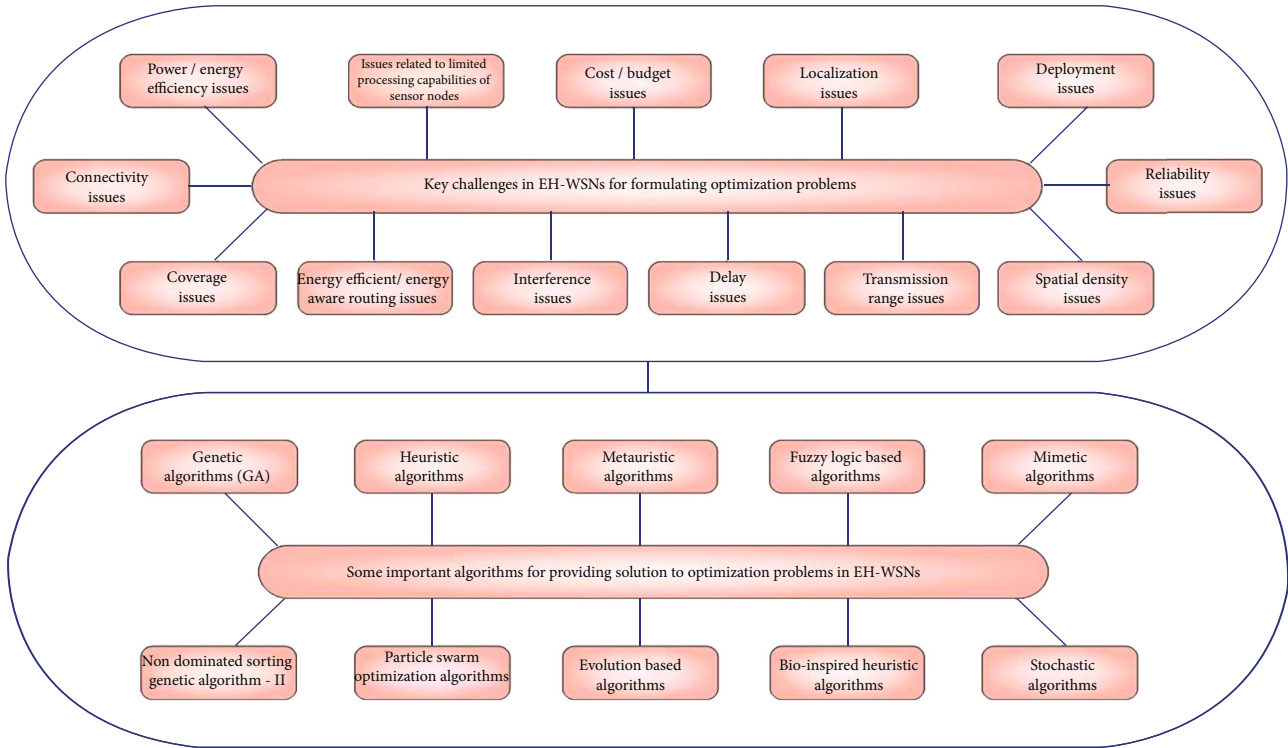 Power / energy
efficiency issues
Issues related to limited
processing capabilities of
sensor nodes
Cost / budget
issues
Localization
issues
Deployment
issues
Connectivity
issues
Key challenges in EH-WSNs for formulating optimization problems
Reliability
issues
Coverage
issues
Energy efficient/ energy
aware routing issues
Interference
issues
Delay
issues
Transmission
range issues
Spatial density
issues
Genetic
algorithms (GA)
Heuristic
algorithms
Metauristic
algorithms
Fuzzy logic based
algorithms
Mimetic
algorithms
Some important algorithms for providing solution to optimization problems in EH-WSNs
Non dominated sorting
genetic algorithm - II
Particle swarm
optimization algorithms
Evolution based
algorithms
Bio-inspired heuristic
algorithms
Stochastic
algorithms